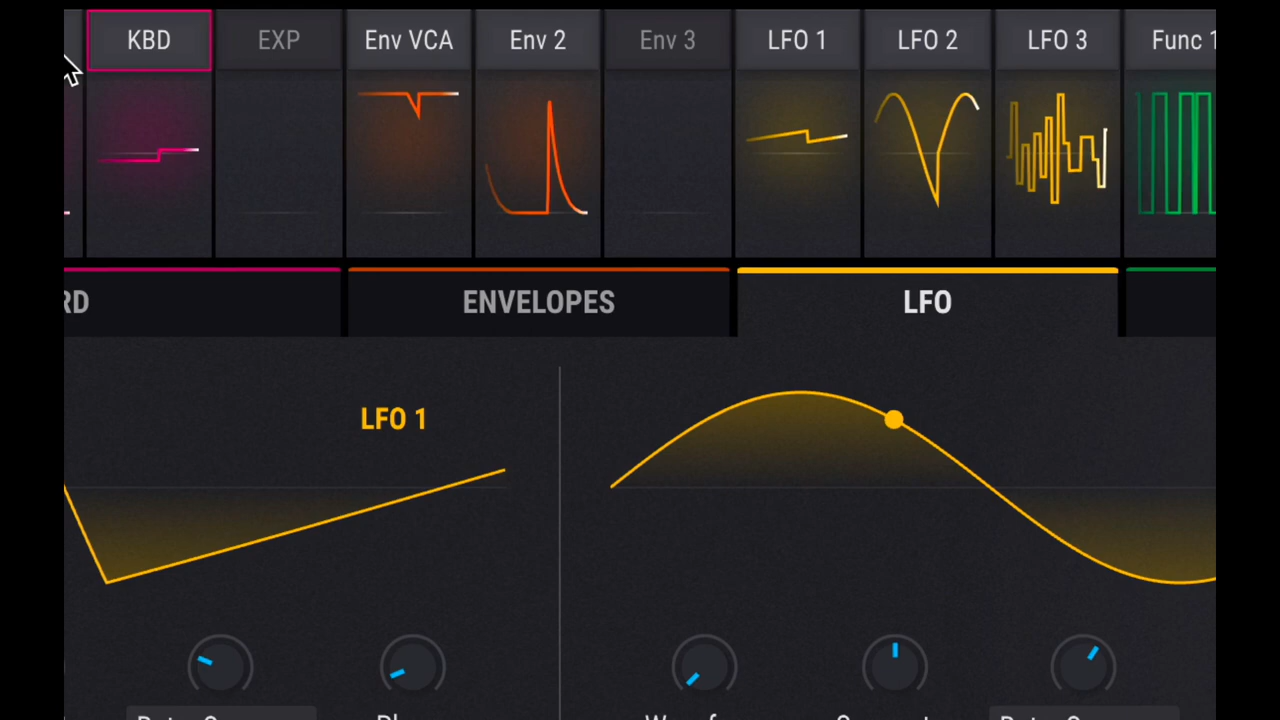 KBD EXP Env VCA Env 2 Env 3 LFO 1 LFO 2 LFO 3 Func 1
RD ENVELOPES LFO
LFO 1